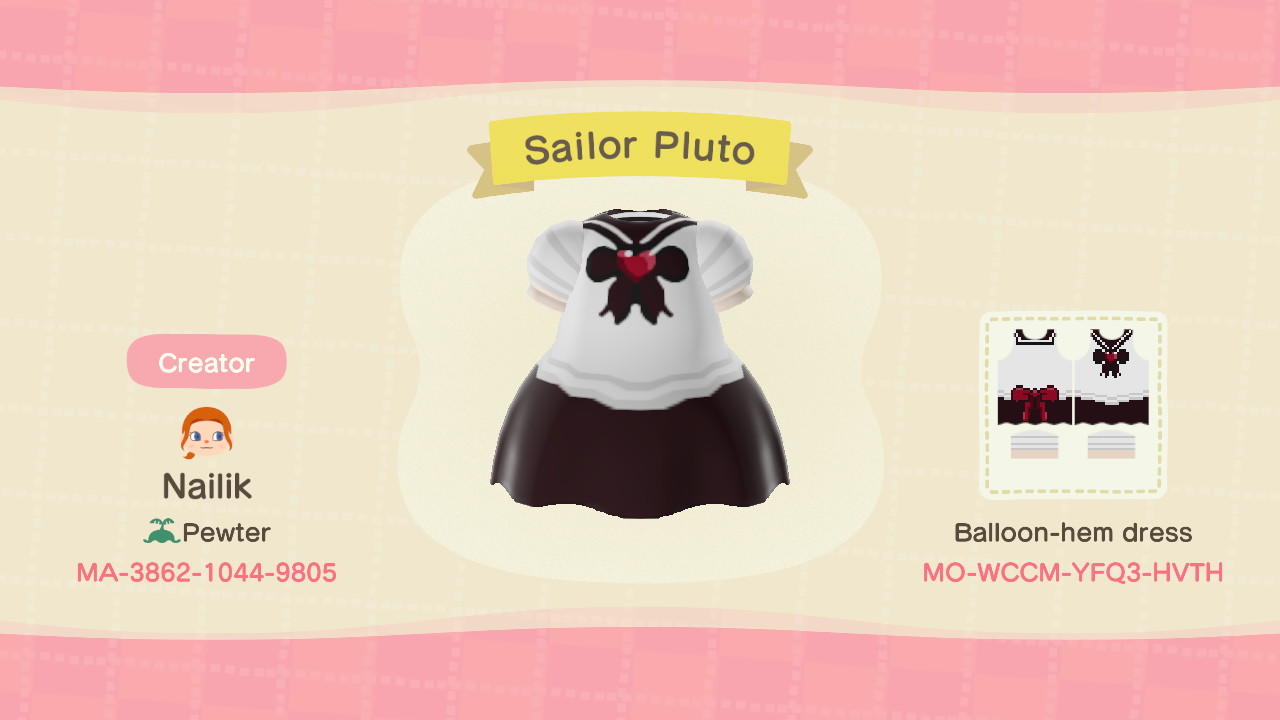 Sailor Pluto
Creator
Nailik
Pewter
MA-3862-1044-9805
Balloon-hem dress
MO-WCCM-YFQ3-HVTH